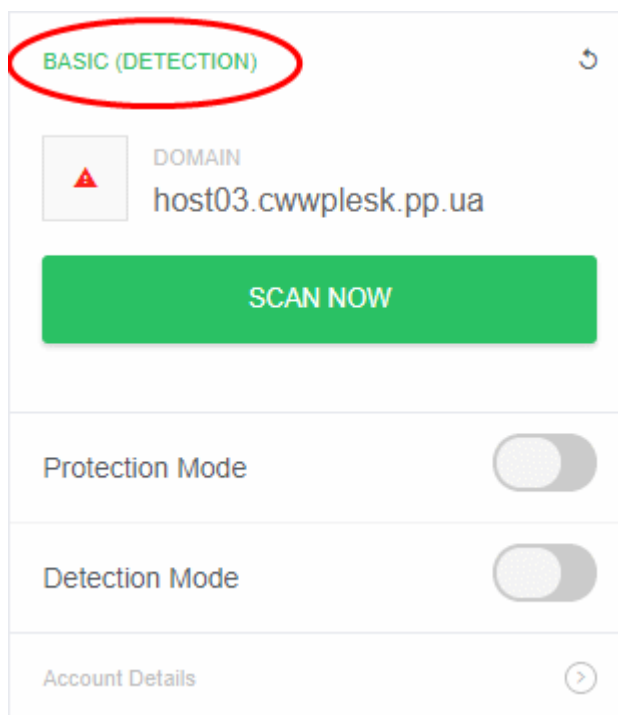 BASIC (DETECTION)
DOMAIN
host03.cwwplesk.pp.ua
SCAN NOW
Protection Mode
Detection Mode
Account Details